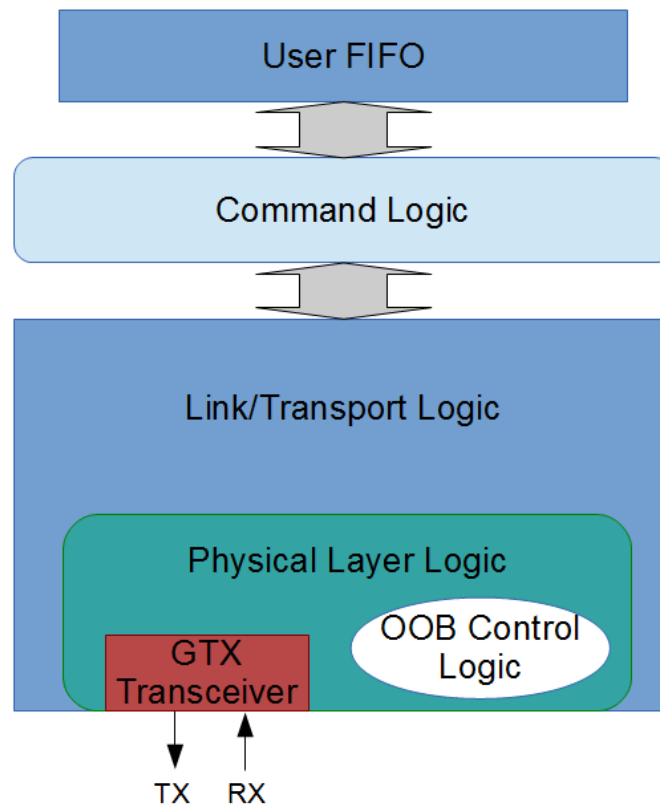 User FIFO
Command Logic
Link/Transport Logic
Physical Layer Logic
OOB Control
Logic
GTX
Transceiver
TX
RX